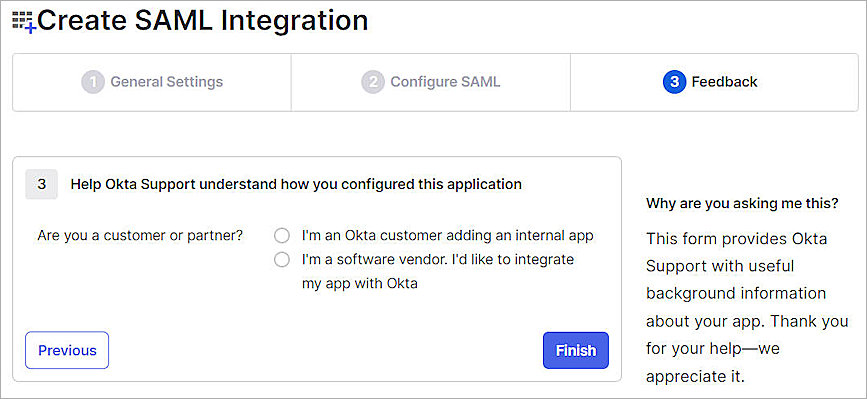 Create SAML Integration
1 General Settings
2 Configure SAML
3 Feedback
3 Help Okta Support understand how you configured this application
Are you a customer or partner?
I'm an Okta customer adding an internal app
I'm a software vendor. I'd like to integrate
my app with Okta
Previous
Finish
Why are you asking me this?
This form provides Okta
Support with useful
background information
about your app. Thank you
for your help—we
appreciate it.